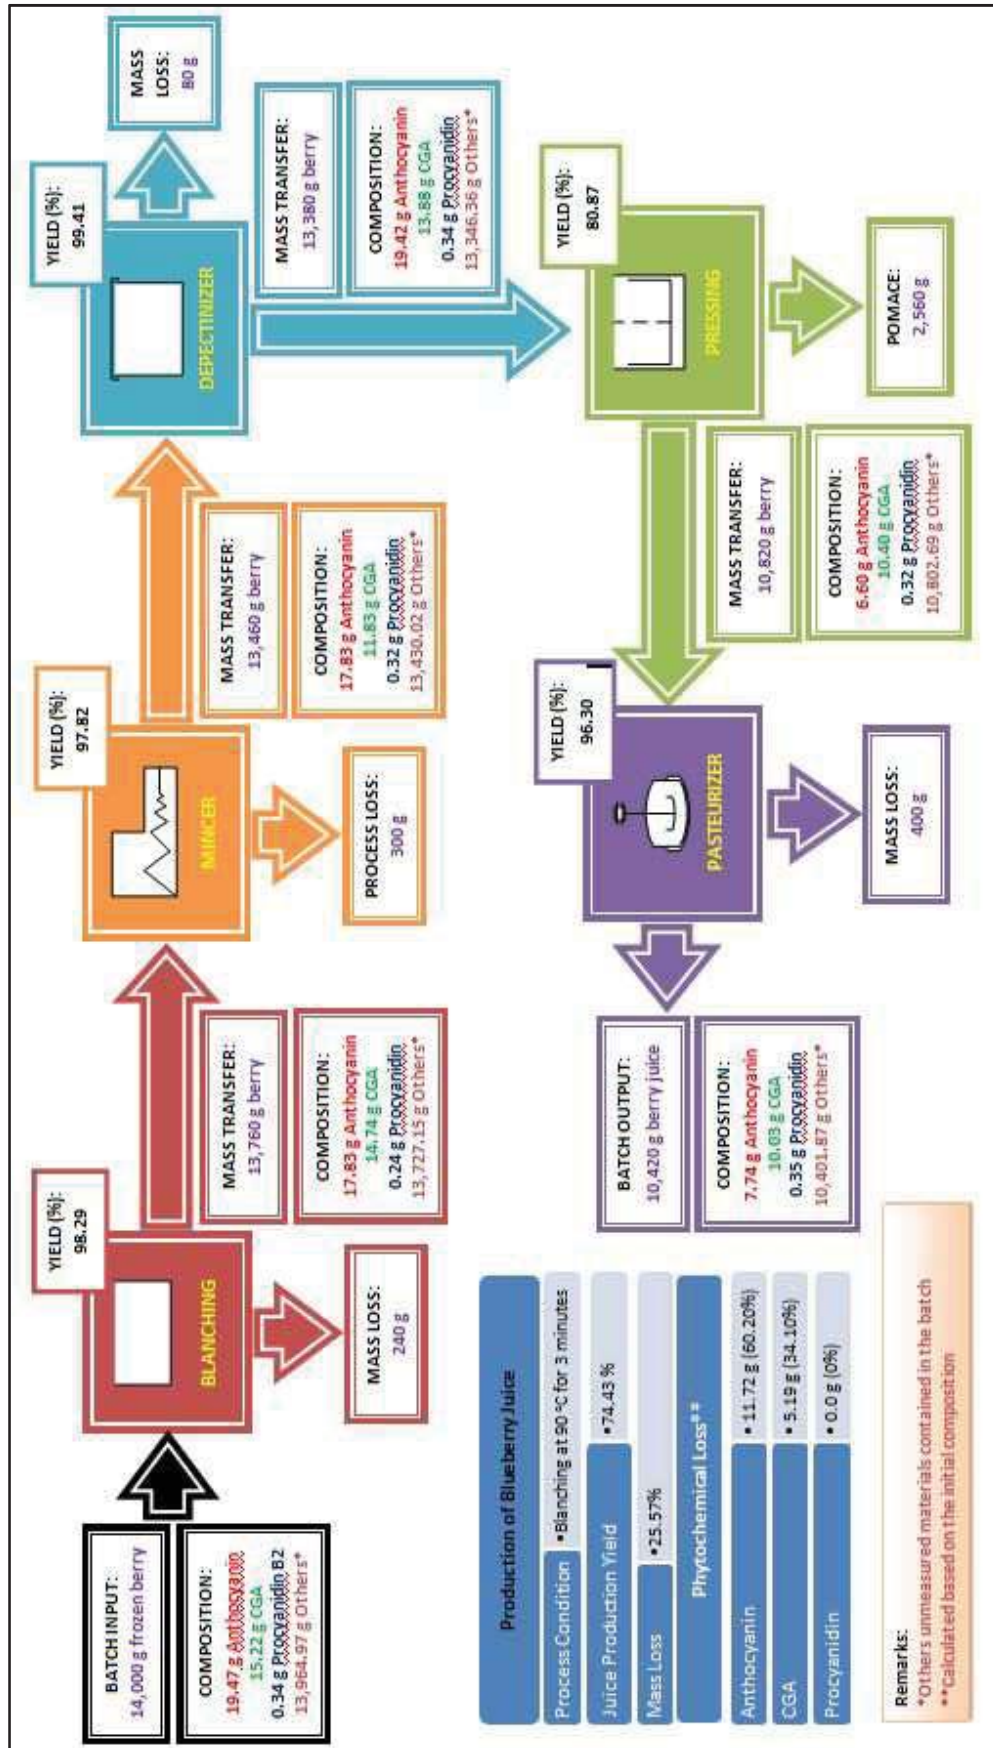 BATCH INPUT:
14,000 g frozen berry
COMPOSITION:
19.47 g Anthocyanin
15.22 g CGA
0.34 g Procyanidin B2
13,964.97 g Others*
YIELD (%):
98.29
BLANCHING
MASS LOSS:
240 g
MASS TRANSFER:
13,760 g berry
COMPOSITION:
17.83 g Anthocyanin
14.74 g CGA
0.24 g Procyanidin
13,727.15 g Others*
YIELD (%):
97.82
MINCER
PROCESS LOSS:
300 g
MASS TRANSFER:
13,460 g berry
COMPOSITION:
17.83 g Anthocyanin
11.83 g CGA
0.32 g Procyanidin
13,430.02 g Others*
YIELD (%):
99.41
DEPECTINIZER
MASS
LOSS:
80 g
MASS TRANSFER:
13,380 g berry
COMPOSITION:
19.42 g Anthocyanin
13.88 g CGA
0.34 g Procyanidin
13,346.36 g Others*
YIELD (%):
80.87
PRESSING
POMACE:
2,560 g
MASS TRANSFER:
10,820 g berry
COMPOSITION:
6.60 g Anthocyanin
10.40 g CGA
0.32 g Procyanidin
10,802.69 g Others*
YIELD (%):
96.30
PASTEURIZER
MASS LOSS:
400 g
BATCH OUTPUT:
10,420 g berry juice
COMPOSITION:
7.74 g Anthocyanin
10.03 g CGA
0.35 g Procyanidin
10,401.87 g Others*
Production of Blueberry Juice
Process Condition •Blanching at 90 ºC for 3 minutes
Juice Production Yield •74.43 %
Mass Loss •25.57%
Phytochemical Loss**
Anthocyanin • 11.72 g (60.20%)
CGA • 5.19 g (34.10%)
Procyanidin • 0.0 g (0%)
Remarks:
*Others unmeasured materials contained in the batch
**Calculated based on the initial composition